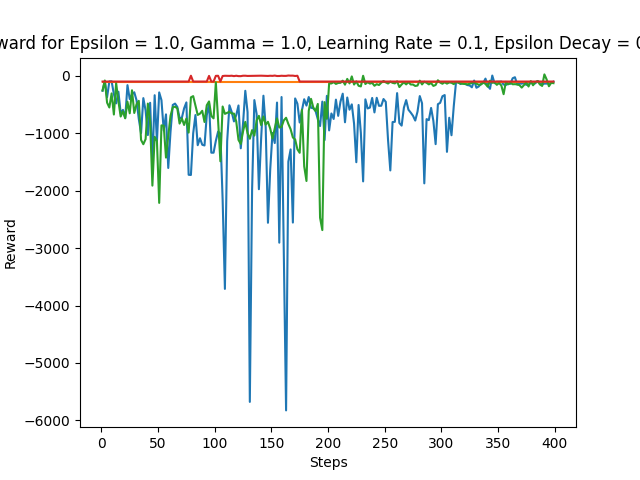 ward for Epsilon = 1.0, Gamma = 1.0, Learning Rate = 0.1, Epsilon Decay = 0
0
−1000
−2000
−3000
−4000
−5000
−6000
Reward
0 50 100 150 200 250 300 350 400
Steps